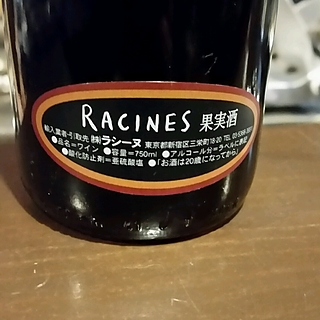 RACINES 果実酒
輸入業者・引取先 ㈱ラシーヌ 東京都新宿区三栄町18-20
●品名=ワイン ●容量=750ml ●アルコール分=ラベルに表記
●酸化防止剤=亜硫酸塩 ●「お酒は20歳になってから」